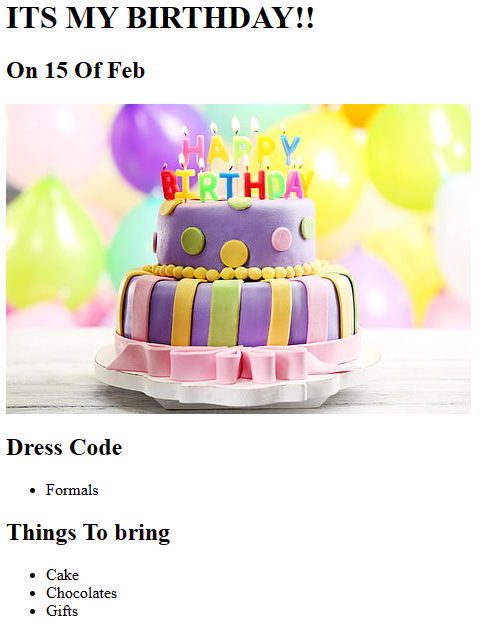 ITS MY BIRTHDAY!!
On 15 Of Feb
HAPPY
BIRTHDAY
Dress Code
Formals
Things To bring
Cake
Chocolates
Gifts